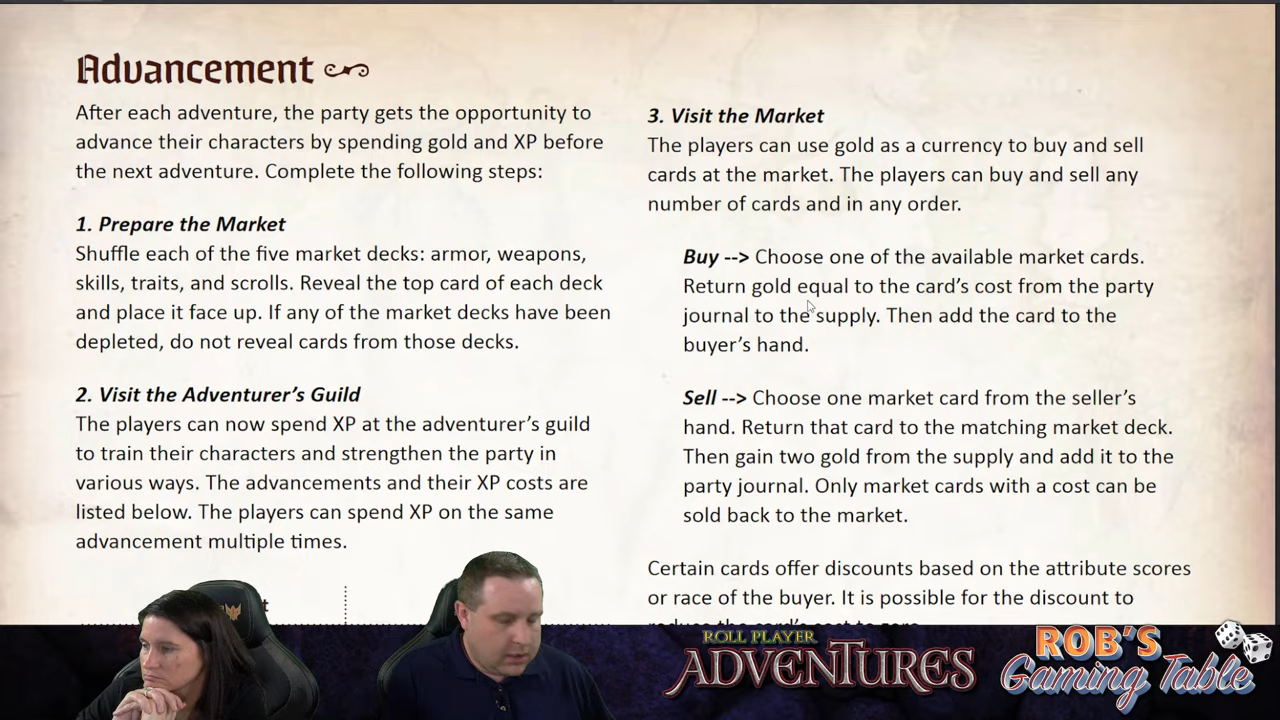 Advancement
After each adventure, the party gets the opportunity to
advance their characters by spending gold and XP before
the next adventure. Complete the following steps:
1. Prepare the Market
Shuffle each of the five market decks: armor, weapons,
skills, traits, and scrolls. Reveal the top card of each deck
and place it face up. If any of the market decks have been
depleted, do not reveal cards from those decks.
2. Visit the Adventurer's Guild
The players can now spend XP at the adventurer's guild
to train their characters and strengthen the party in
various ways. The advancements and their XP costs are
listed below. The players can spend XP on the same
advancement multiple times.
3. Visit the Market
The players can use gold as a currency to buy and sell
cards at the market. The players can buy and sell any
number of cards and in any order.
Buy --> Choose one of the available market cards.
Return gold equal to the card's cost from the party
journal to the supply. Then add the card to the
buyer's hand.
Sell --> Choose one market card from the seller's
hand. Return that card to the matching market deck.
Then gain two gold from the supply and add it to the
party journal. Only market cards with a cost can be
sold back to the market.
Certain cards offer discounts based on the attribute scores
or race of the buyer. It is possible for the discount to
reduce the card's cost to zero.
ROLL PLAYER
ADVENTURES
ROB'S
Gaming Table